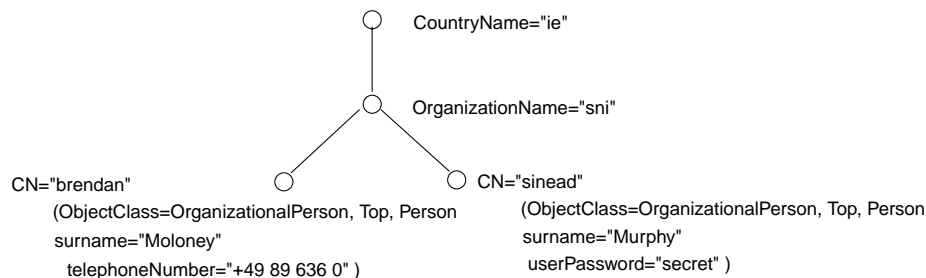 CountryName="ie"
OrganizationName="sni"
CN="brendan"
(ObjectClass=OrganizationalPerson, Top, Person
surname="Moloney"
telephoneNumber="+49 89 636 0" )
CN="sinead"
(ObjectClass=OrganizationalPerson, Top, Person
surname="Murphy"
userPassword="secret" )